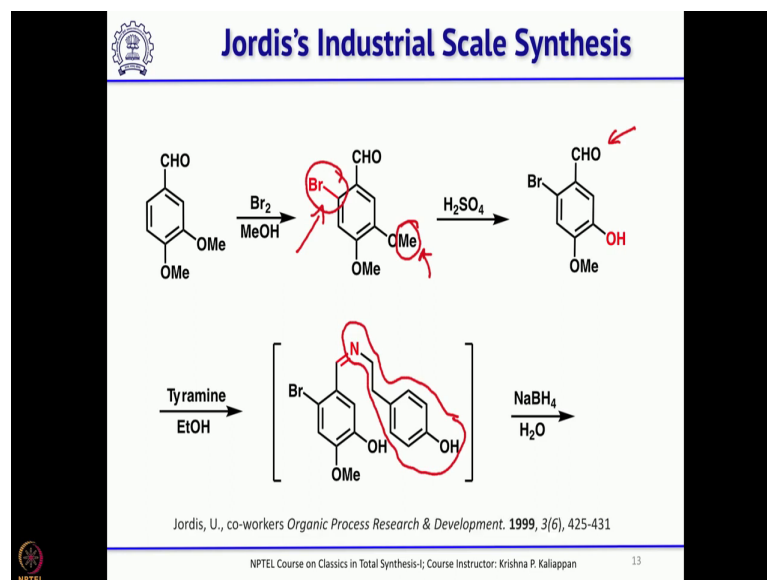 Jordis's Industrial Scale Synthesis
CHO
OMe
OMe
Br₂
MeOH
CHO
Br
OMe
OMe
H₂SO₄
CHO
Br
OH
OMe
Tyramine
EtOH
N
Br
OH
OMe
OH
NaBH₄
H₂O
Jordis, U., co-workers Organic Process Research & Development. 1999, 3(6), 425-431
NPTEL Course on Classics in Total Synthesis-I; Course Instructor: Krishna P. Kaliappan
13
NPTEL